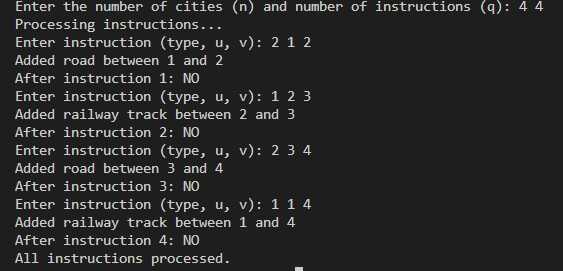 Enter the number of cities (n) and number of instructions (q): 4 4
Processing instructions...
Enter instruction (type, u, v): 2 1 2
Added road between 1 and 2
After instruction 1: NO
Enter instruction (type, u, v): 1 2 3
Added railway track between 2 and 3
After instruction 2: NO
Enter instruction (type, u, v): 2 3 4
Added road between 3 and 4
After instruction 3: NO
Enter instruction (type, u, v): 1 1 4
Added railway track between 1 and 4
After instruction 4: NO
All instructions processed.